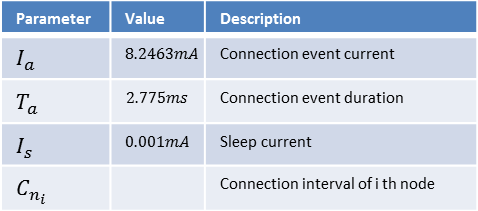 Parameter Value Description
I_a 8.2463mA Connection event current
T_a 2.775ms Connection event duration
I_s 0.001mA Sleep current
C_{n_i} Connection interval of i th node